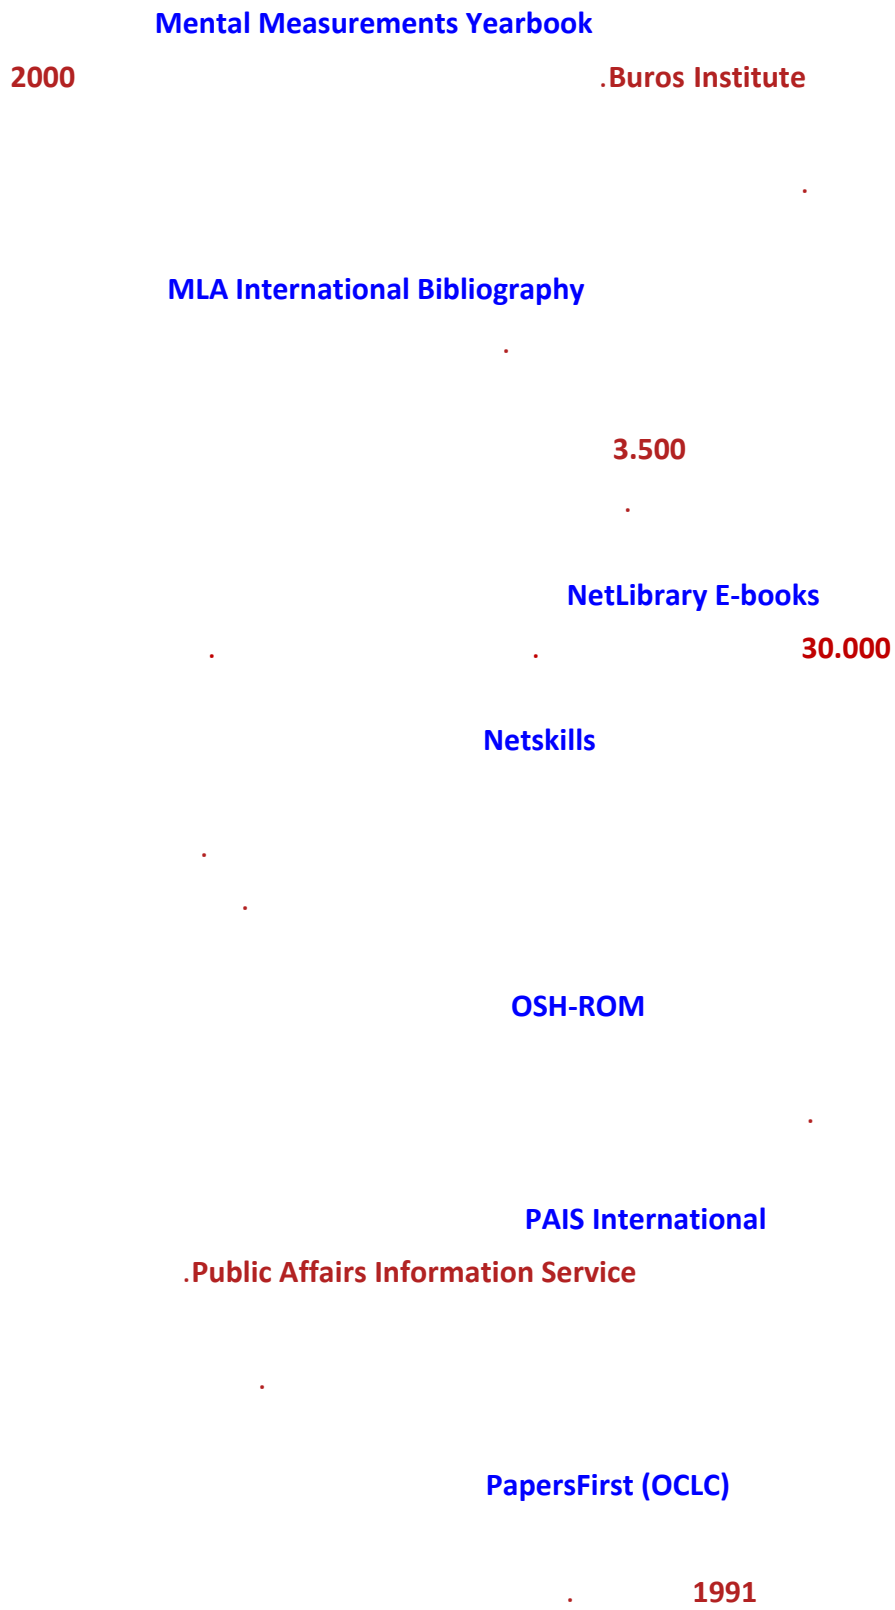 Mental Measurements Yearbook
2000 .Buros Institute
.
MLA International Bibliography
.
3.500
.
NetLibrary E-books
. . 30.000
Netskills
.
.
OSH-ROM
.
PAIS International
.Public Affairs Information Service
.
PapersFirst (OCLC)
. 1991